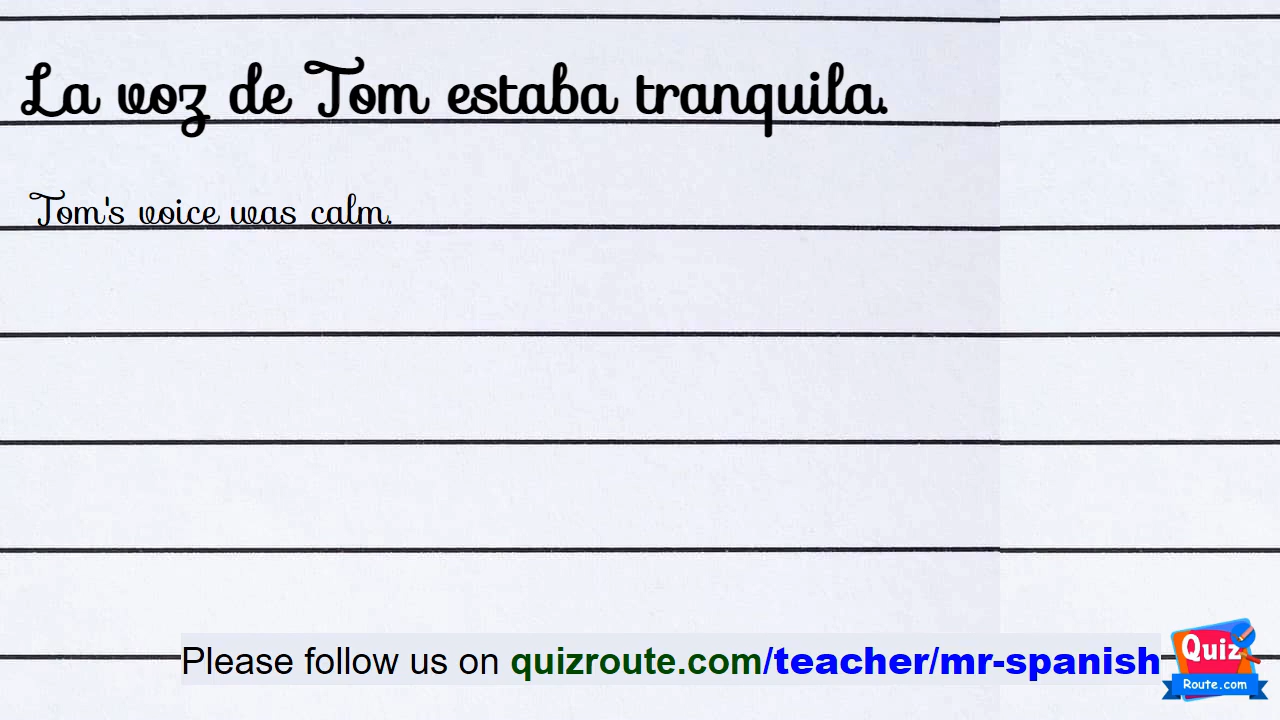 La voz de Tom estaba tranquila.
Tom's voice was calm.
Please follow us on quizroute.com/teacher/mr-spanish
Quiz
Route.com